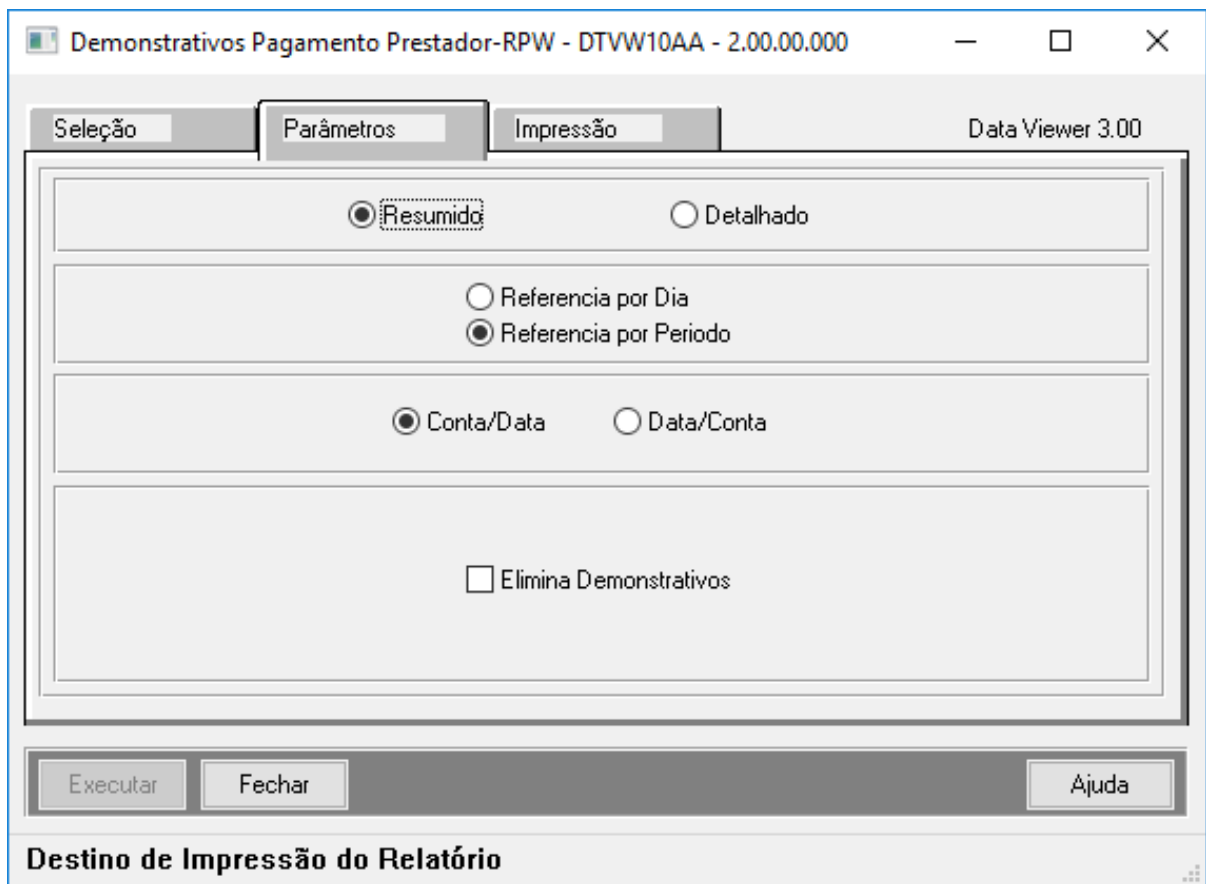 Demonstrativos Pagamento Prestador-RPW - DTVW10AA - 2.00.00.000
Seleção Parâmetros Impressão Data Viewer 3.00
Resumido Detalhado
Referencia por Dia
Referencia por Periodo
Conta/Data Data/Conta
Elimina Demonstrativos
Executar Fechar Ajuda
Destino de Impressão do Relatório